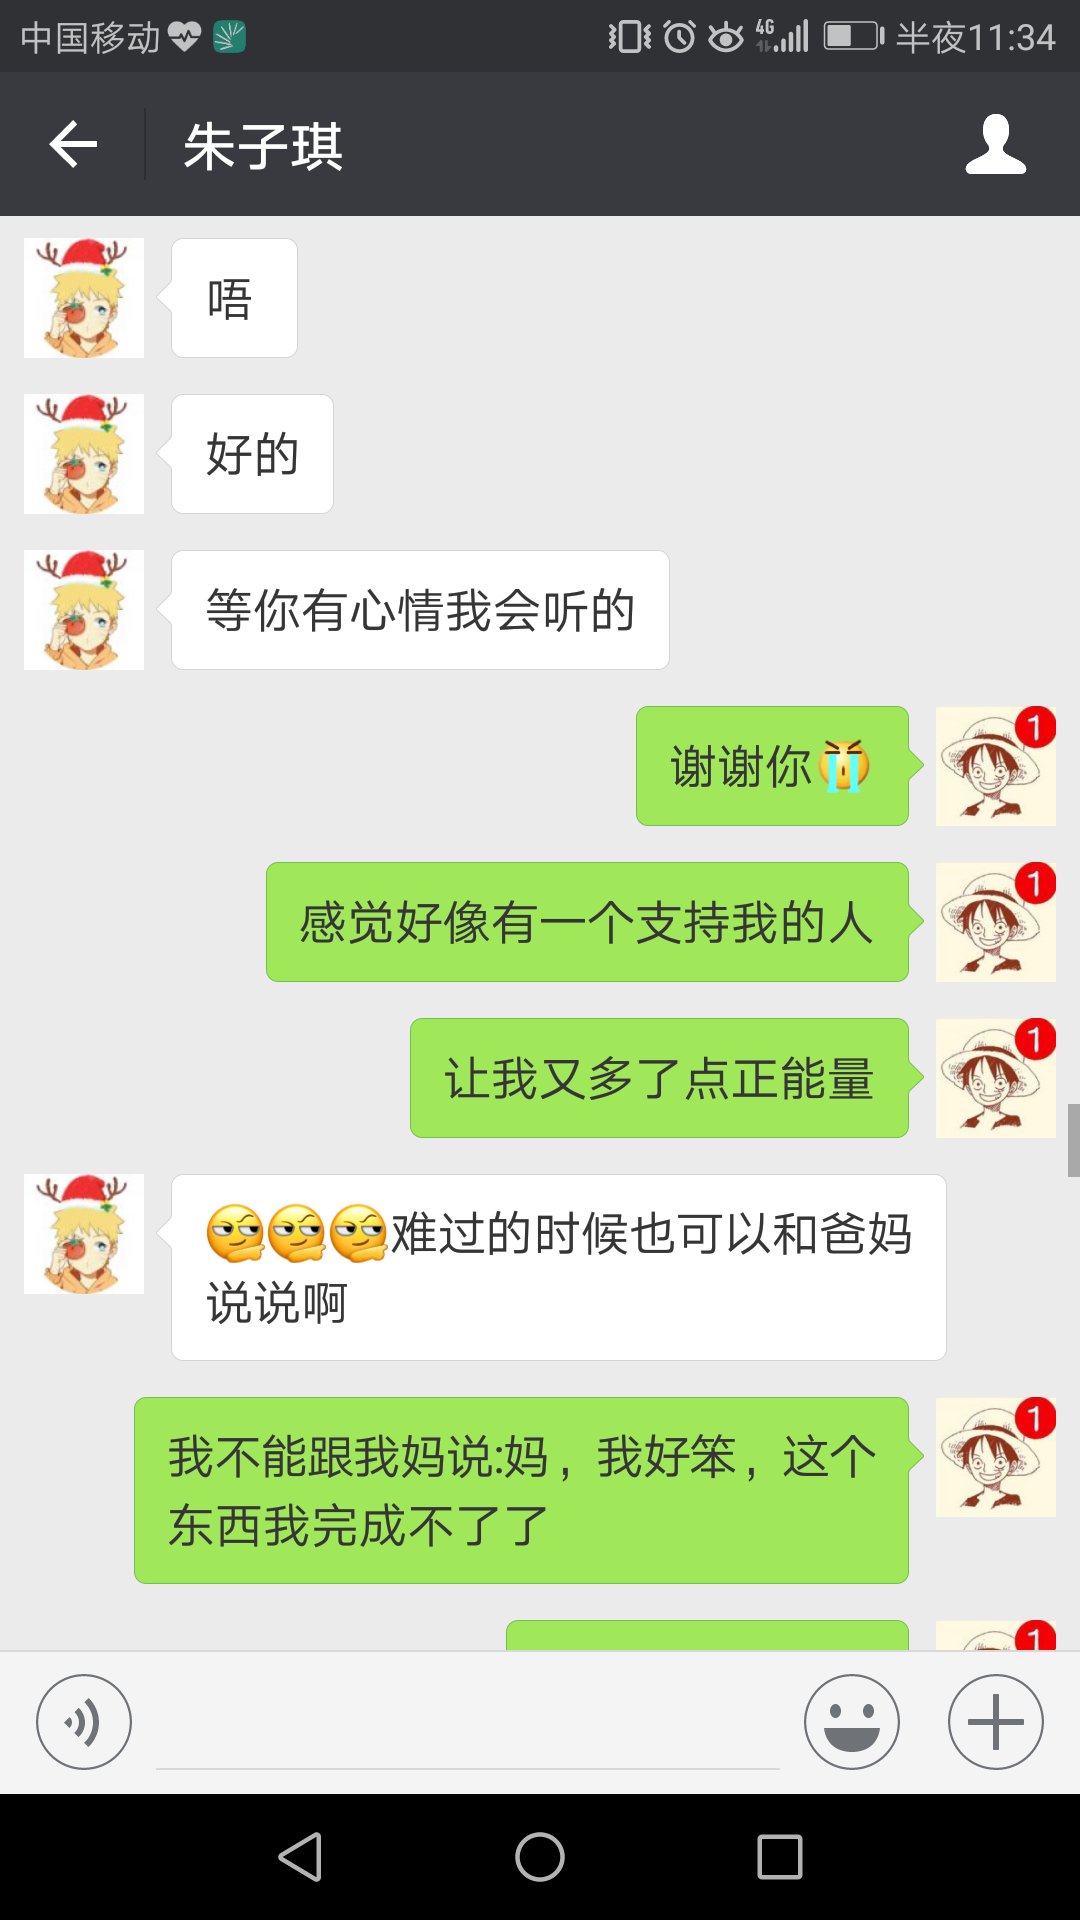 中国移动 4G 半夜11:34
朱子琪
唔
好的
等你有心情我会听的
谢谢你😭
1
感觉好像有一个支持我的人
1
让我又多了点正能量
1
难过的时候也可以和爸妈
说说啊
我不能跟我妈说:妈，我好笨，这个
东西我完成不了了
1
1